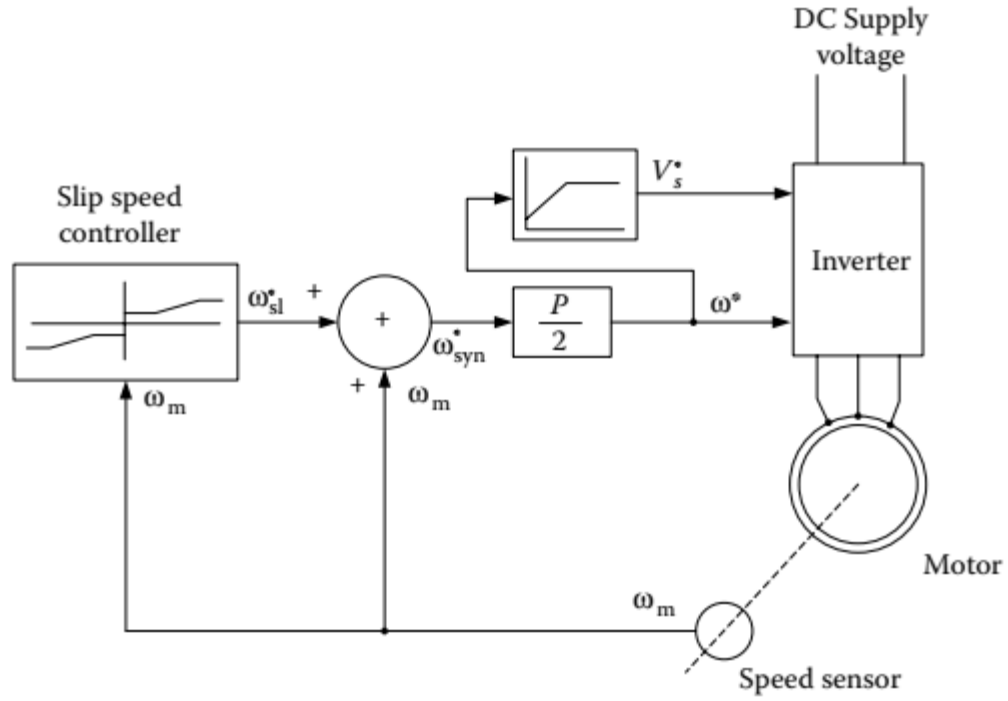 DC Supply
voltage
Slip speed
controller
V*s
Inverter
ω*sl
+
+
ω*syn
P
2
ω*
+
ωm
ωm
Motor
ωm
Speed sensor